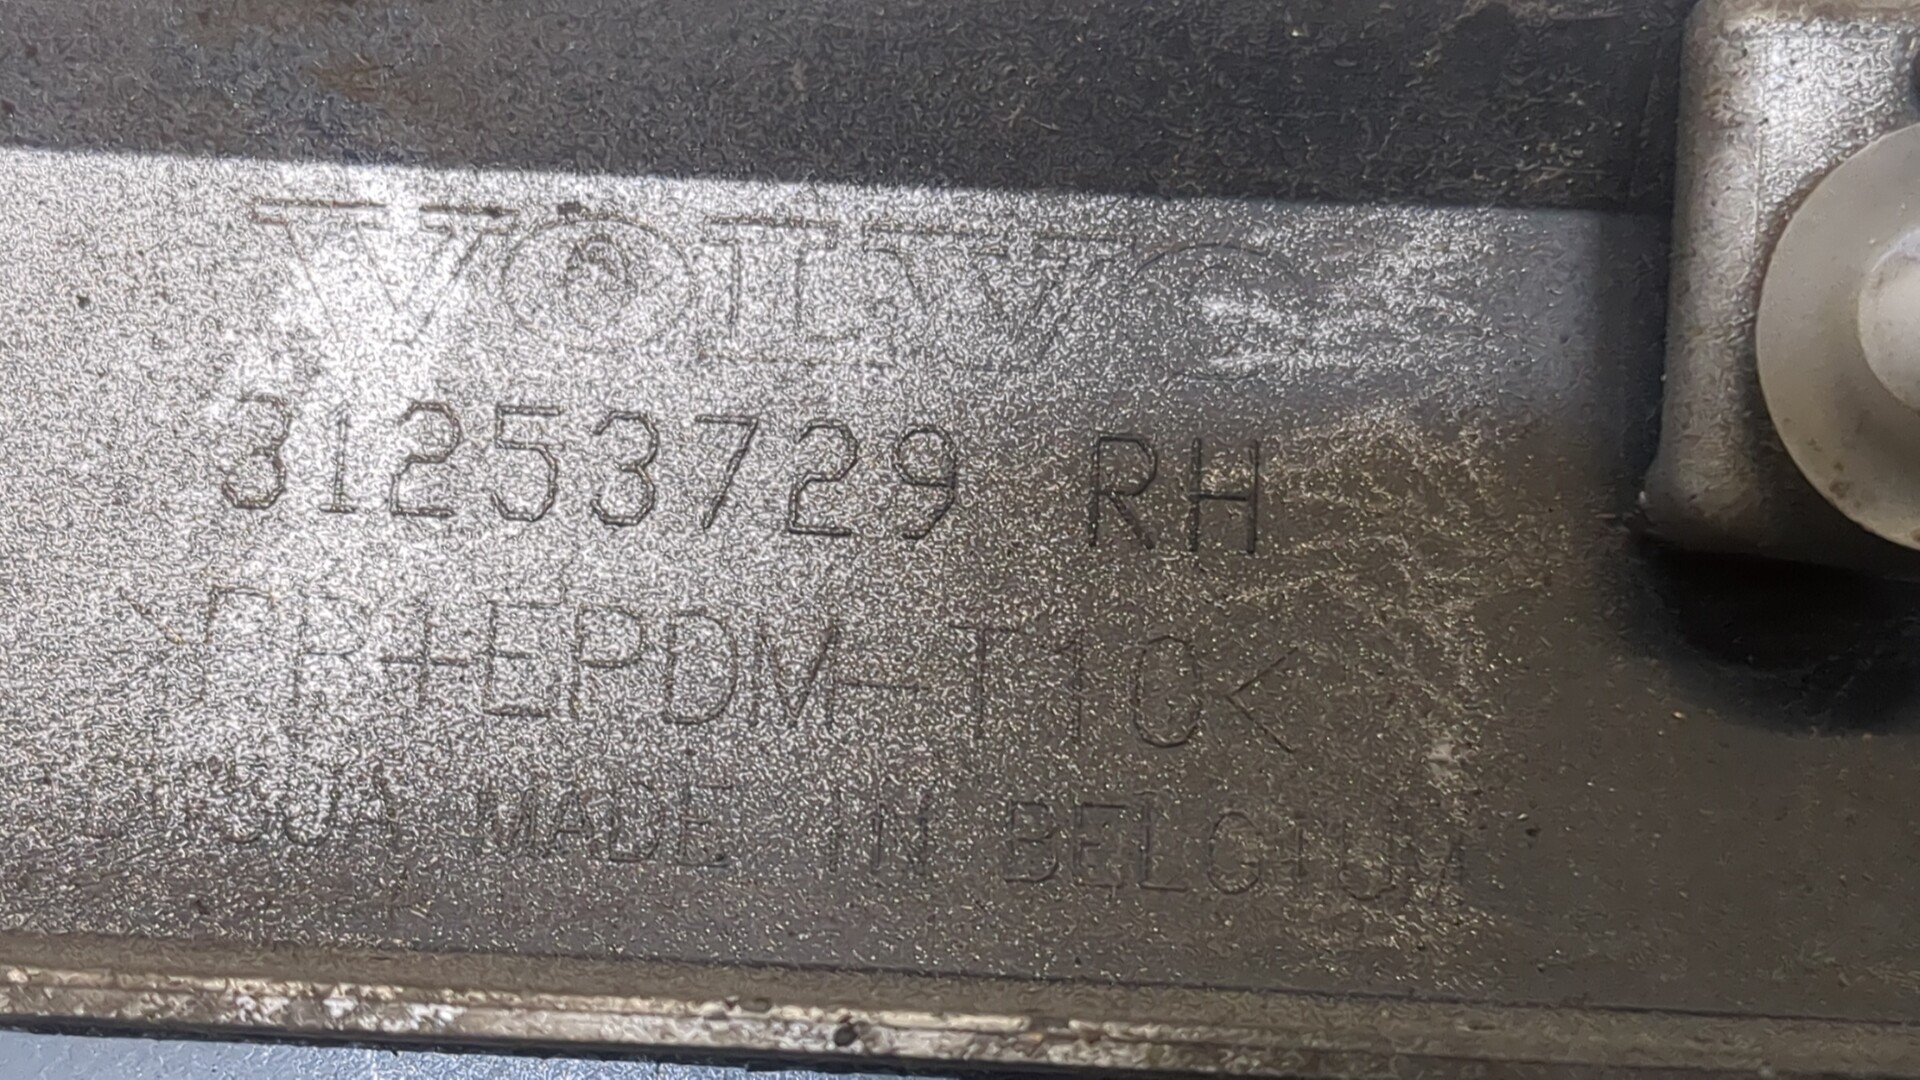 VOLVO
31253729 RH
>PP+EPDM-T10<
MADE IN BELGIUM